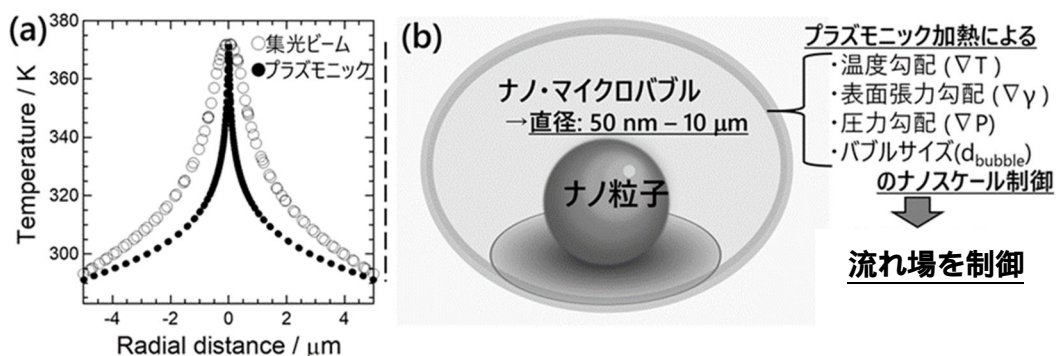 (a)
380
360
340
320
300
Temperature / K
集光ビーム
プラズモニック
-4
-2
0
2
4
Radial distance / μm
(b)
ナノ・マイクロバブル
→直径: 50 nm – 10 μm
ナノ粒子
プラズモニック加熱による
・温度勾配 (∇T)
・表面張力勾配 (∇γ)
・圧力勾配 (∇P)
・バブルサイズ(dbubble)
のナノスケール制御
流れ場を制御